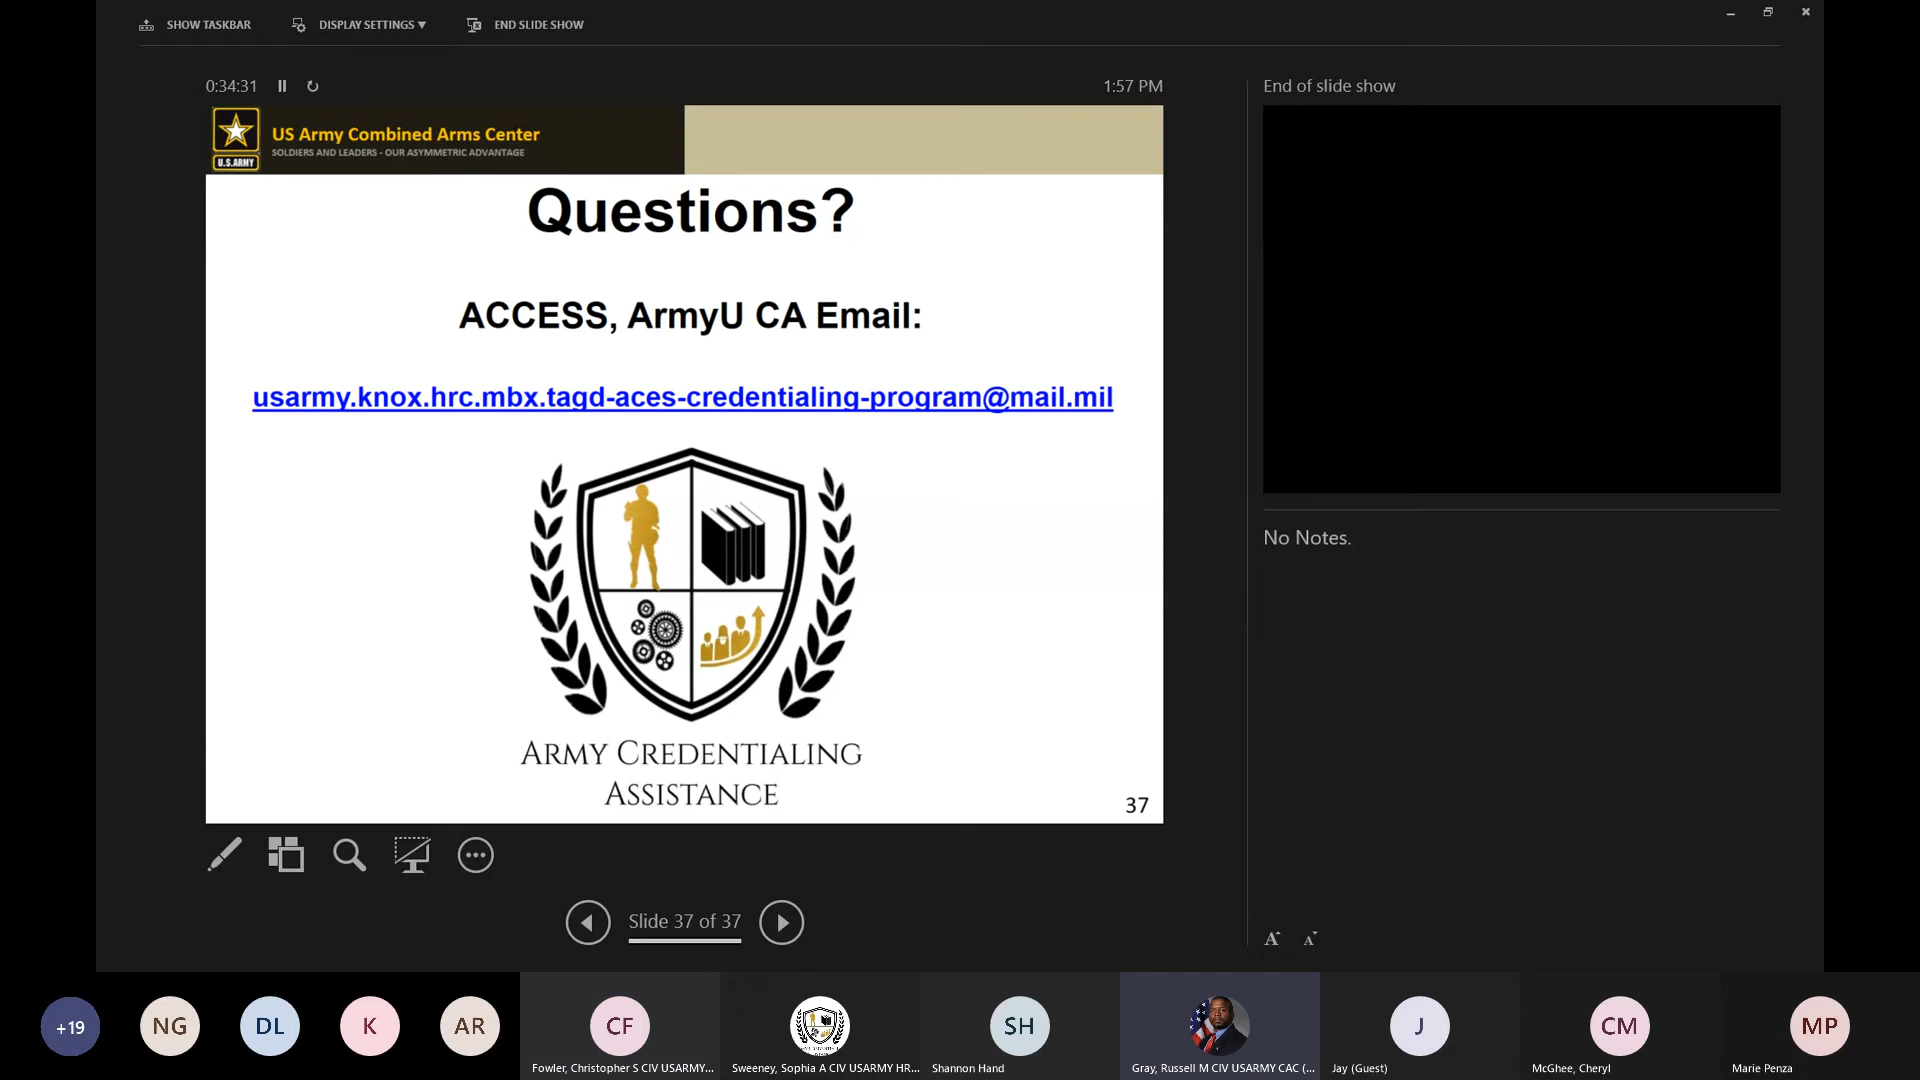 SHOW TASKBAR
DISPLAY SETTINGS
END SLIDE SHOW
0:34:31
1:57 PM
End of slide show
US Army Combined Arms Center
SOLDIERS AND LEADERS - OUR ASYMMETRIC ADVANTAGE
U.S.ARMY
Questions?
ACCESS, ArmyU CA Email:
usarmy.knox.hrc.mbx.tagd-aces-credentialing-program@mail.mil
ARMY CREDENTIALING
ASSISTANCE
37
No Notes.
Slide 37 of 37
A A
+19 NG DL K AR CF SH J CM MP
Fowler, Christopher S CIV USARMY... Sweeney, Sophia A CIV USARMY HR... Shannon Hand Gray, Russell M CIV USARMY CAC (... Jay (Guest) McGhee, Cheryl Marie Penza